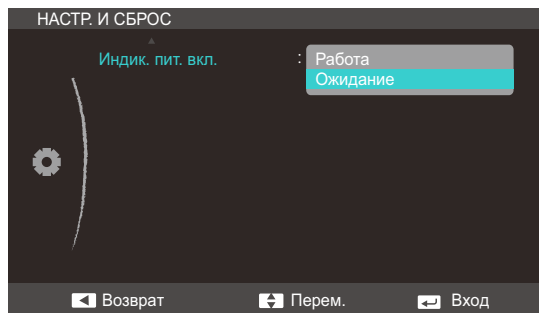 НАСТР. И СБРОС
Индик. пит. вкл. : Работа
Ожидание
Возврат Перем. Вход